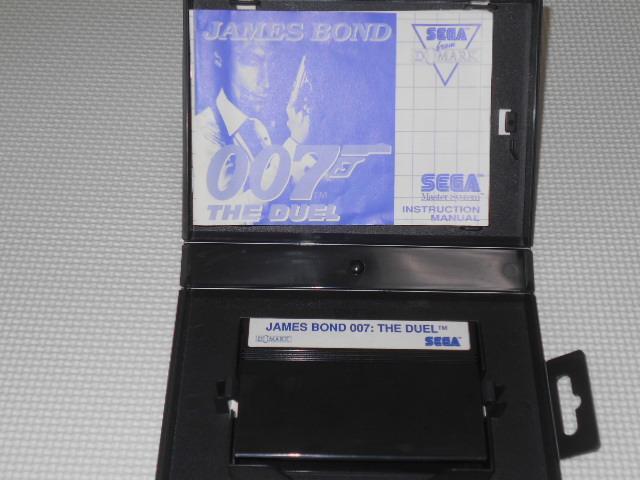 JAMES BOND
SEGA
from
DOMARK
007
TM
THE DUEL
SEGA
Master System™
INSTRUCTION
MANUAL
JAMES BOND 007: THE DUEL™
DOMARK
SEGA